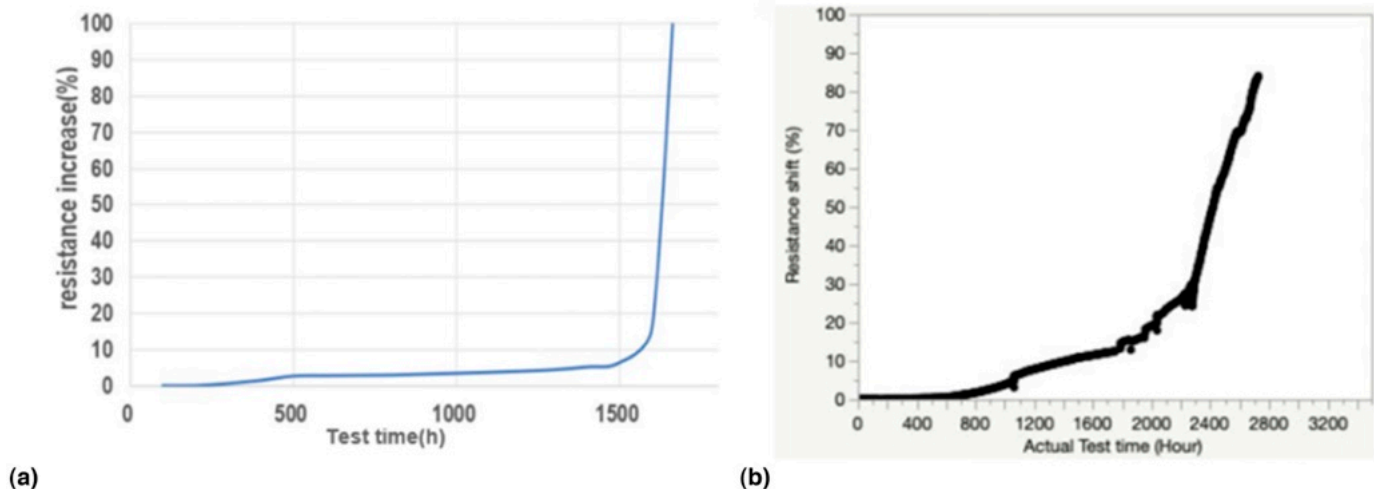 100
90
80
70
60
50
40
30
20
10
0
resistance increase(%)
0 500 1000 1500
Test time(h)
(a)
100
90
80
70
60
50
40
30
20
10
0
Resistance shift (%)
0 400 800 1200 1600 2000 2400 2800 3200
Actual Test time (Hour)
(b)